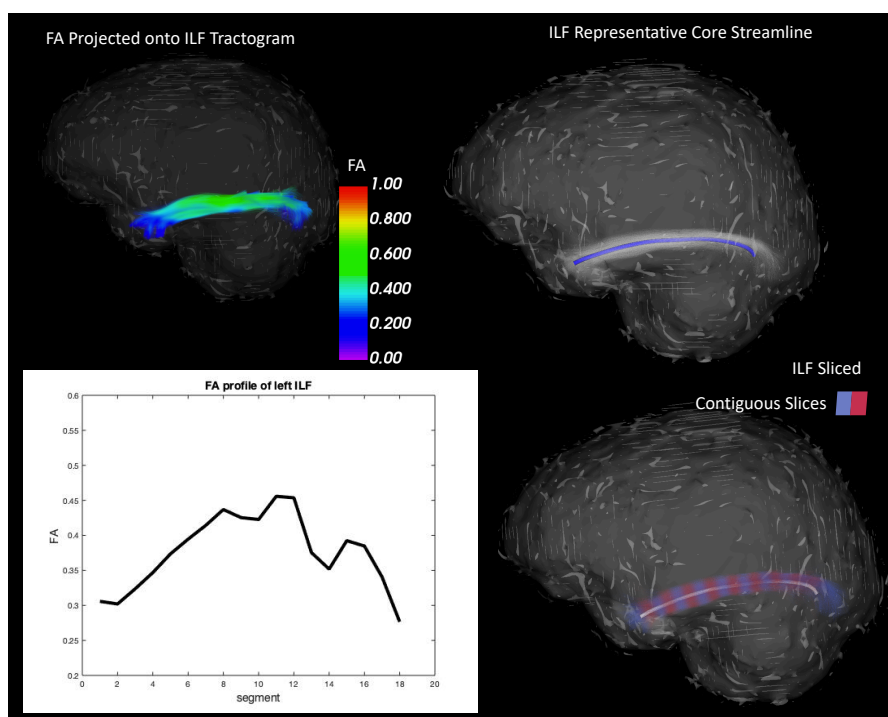 FA Projected onto ILF Tractogram
ILF Representative Core Streamline
FA
1.00
0.800
0.600
0.400
0.200
0.00
FA profile of left ILF
0.6
0.55
0.5
0.45
0.4
0.35
0.3
0.25
0.2
FA
0 2 4 6 8 10 12 14 16 18 20
segment
ILF Sliced
Contiguous Slices